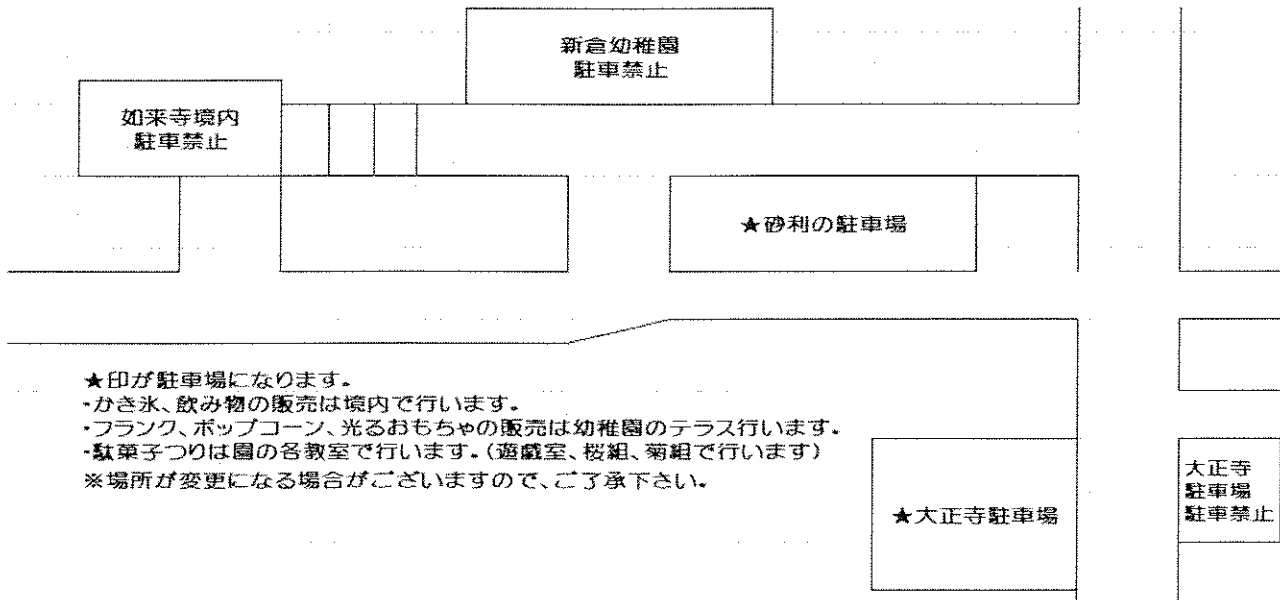 新倉幼稚園
駐車禁止
如来寺境内
駐車禁止
★砂利の駐車場
★印が駐車場になります。
・かき氷、飲み物の販売は境内で行います。
・フランク、ポップコーン、光るおもちゃの販売は幼稚園のテラス行います。
・駄菓子つりは園の各教室で行います。(遊戯室、桜組、菊組で行います)
※場所が変更になる場合がございますので、ご了承下さい。
★大正寺駐車場
大正寺
駐車場
駐車禁止